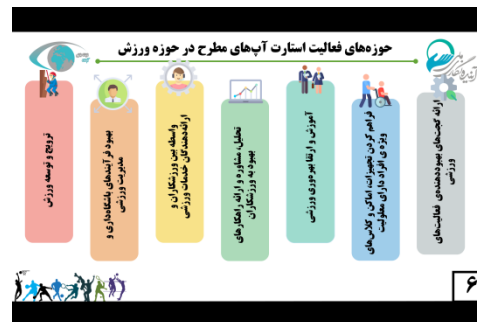 حوزه‌های فعالیت استارت آپ‌های مطرح در حوزه ورزش
ارائه گجت‌های بهبوددهنده‌ی فعالیت‌های
ورزشی
فراهم کردن تجهیزات، اماکن و کلاس‌های
ویژه ی افراد دارای معلولیت
آموزش و ارتقا بهره‌وری ورزشی
تحلیل، مشاوره و ارائه راهکارهای
بهبود به ورزشکاران
واسطه بین ورزشکاران و
ارائه‌دهندگان خدمات ورزشی
بهبود فرآیندهای باشگاه‌داری و
مدیریت ورزشی
ترویج و توسعه ورزش
۶